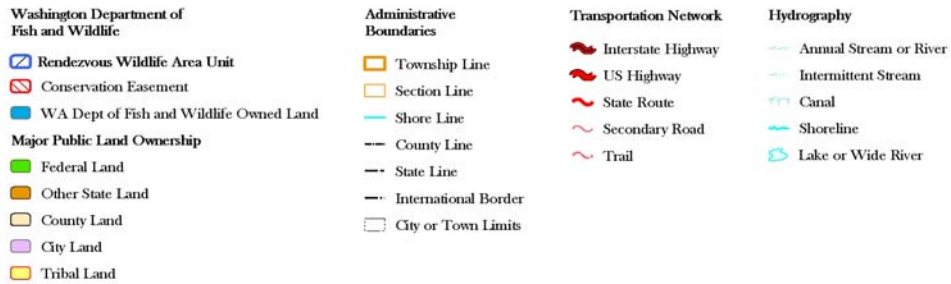 Washington Department of
Fish and Wildlife
Rendezvous Wildlife Area Unit
Conservation Easement
WA Dept of Fish and Wildlife Owned Land
Major Public Land Ownership
Federal Land
Other State Land
County Land
City Land
Tribal Land
Administrative
Boundaries
Township Line
Section Line
Shore Line
County Line
State Line
International Border
City or Town Limits
Transportation Network
Interstate Highway
US Highway
State Route
Secondary Road
Trail
Hydrography
Annual Stream or River
Intermittent Stream
Canal
Shoreline
Lake or Wide River